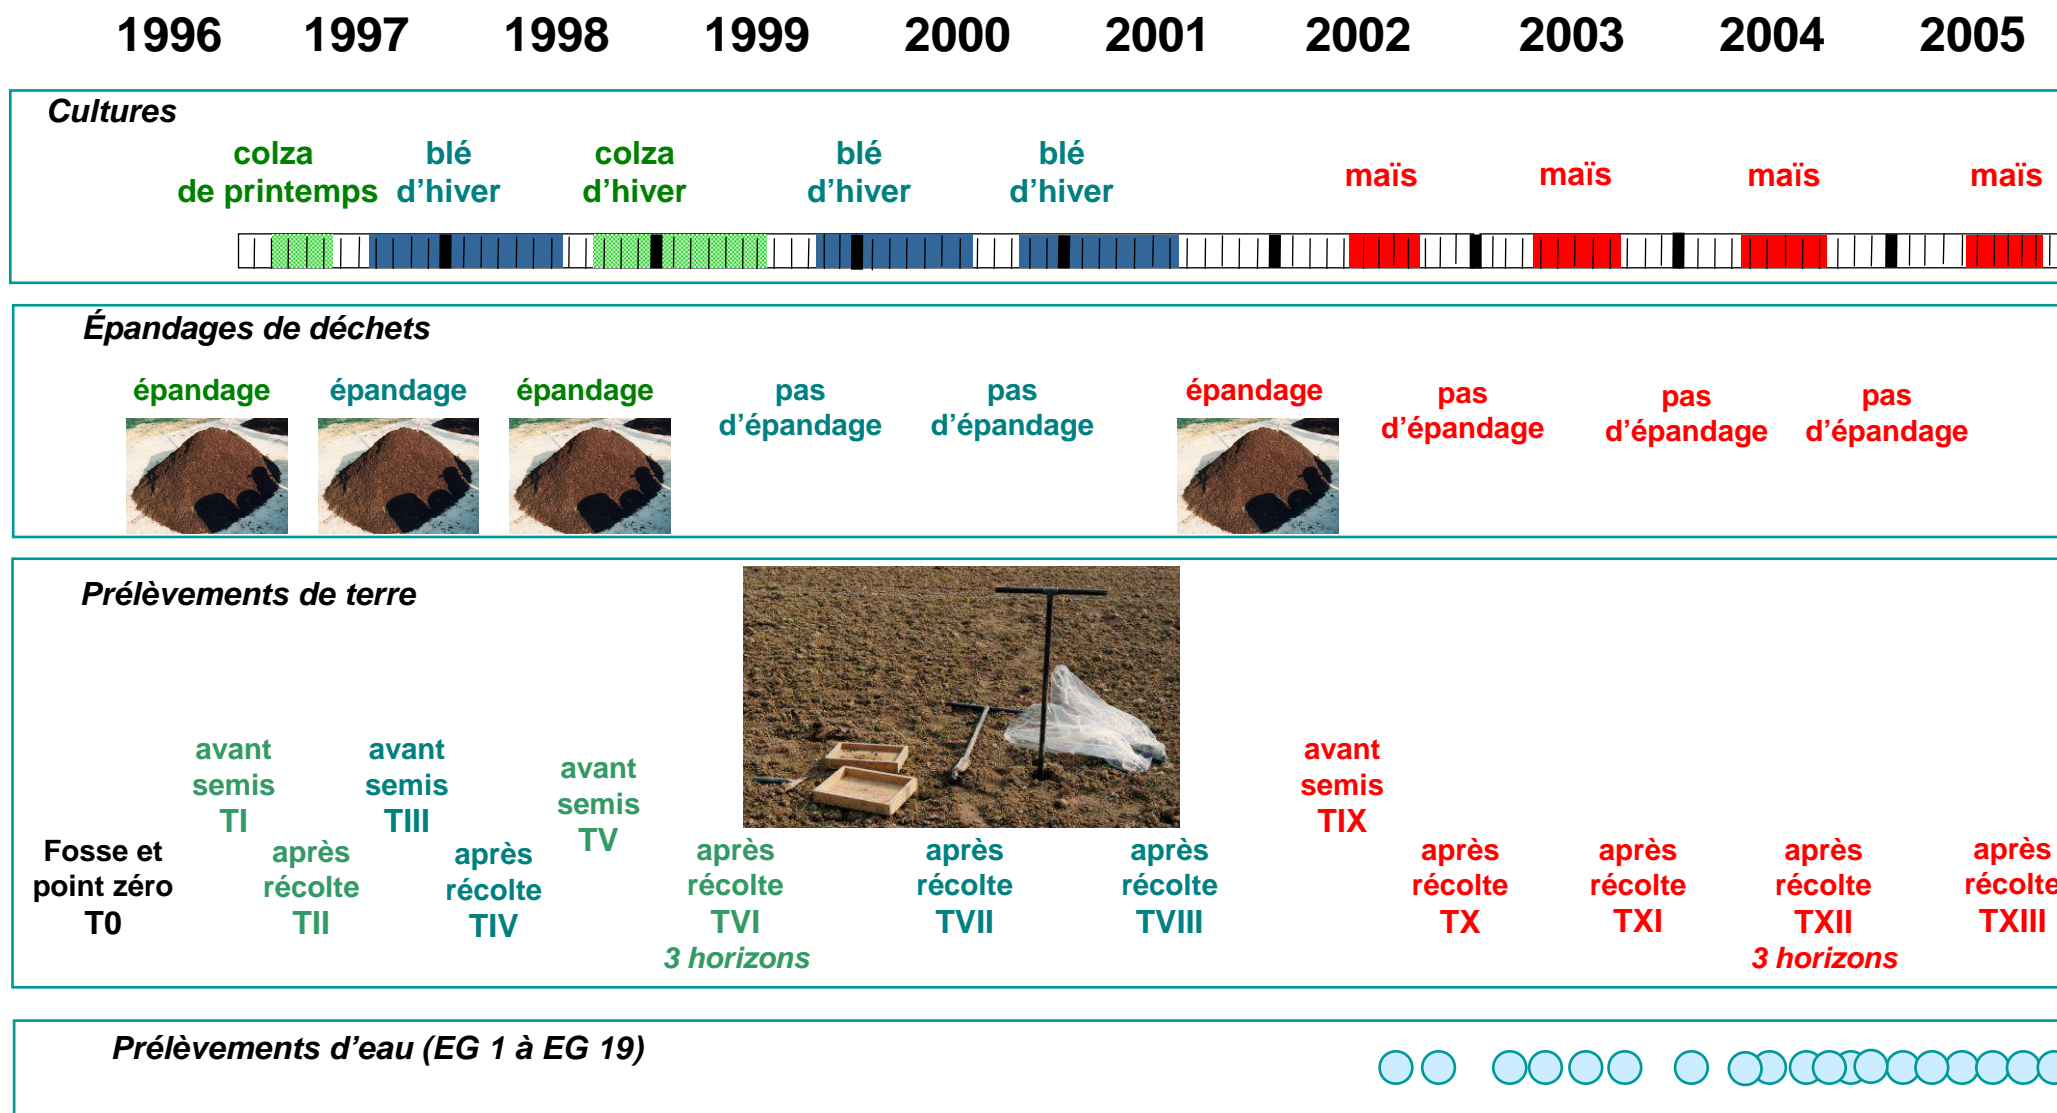 1996 1997 1998 1999 2000 2001 2002 2003 2004 2005
Cultures
colza
de printemps
blé
d’hiver
colza
d’hiver
blé
d’hiver
blé
d’hiver
maïs
maïs
maïs
maïs
Épandages de déchets
épandage
épandage
épandage
pas
d’épandage
pas
d’épandage
épandage
pas
d’épandage
pas
d’épandage
pas
d’épandage
Prélèvements de terre
Fosse et
point zéro
T0
avant
semis
TI
après
récolte
TII
avant
semis
TIII
après
récolte
TIV
avant
semis
TV
après
récolte
TVI
3 horizons
après
récolte
TVII
après
récolte
TVIII
avant
semis
TIX
après
récolte
TX
après
récolte
TXI
après
récolte
TXII
3 horizons
après
récolte
TXIII
Prélèvements d’eau (EG 1 à EG 19)